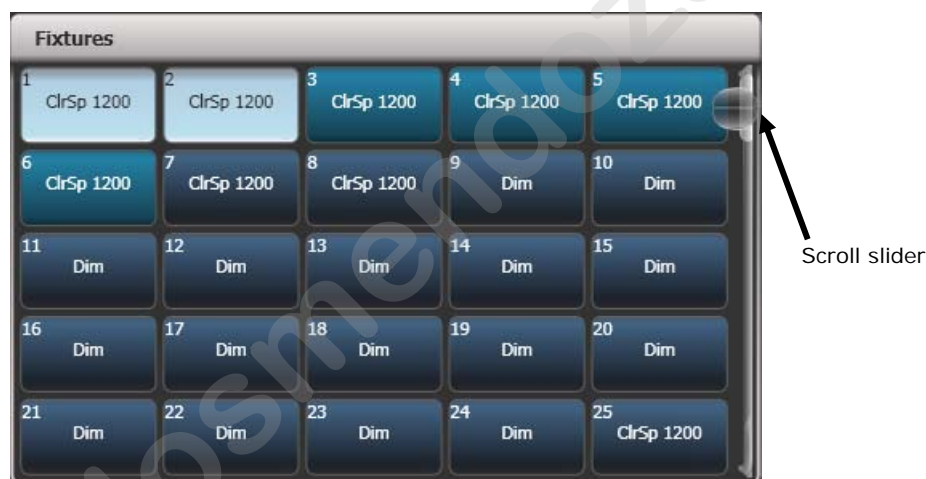 Fixtures
1 2 3 4 5
ClrSp 1200 ClrSp 1200 ClrSp 1200 ClrSp 1200 ClrSp 1200
6 7 8 9 10
ClrSp 1200 ClrSp 1200 ClrSp 1200 Dim Dim
11 12 13 14 15
Dim Dim Dim Dim Dim
Scroll slider
16 17 18 19 20
Dim Dim Dim Dim Dim
21 22 23 24 25
Dim Dim Dim Dim ClrSp 1200